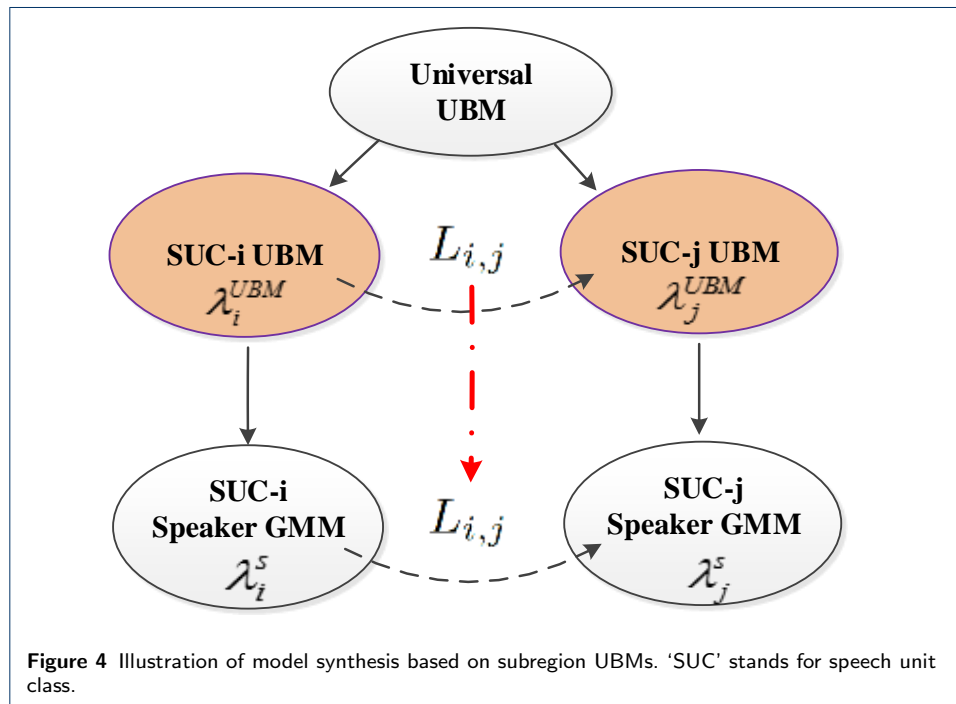 Universal
UBM
SUC-i UBM
λ_i^{UBM}
L_{i,j}
SUC-j UBM
λ_j^{UBM}
SUC-i
Speaker GMM
λ_i^s
L_{i,j}
SUC-j
Speaker GMM
λ_j^s
Figure 4 Illustration of model synthesis based on subregion UBMs. ‘SUC’ stands for speech unit
class.